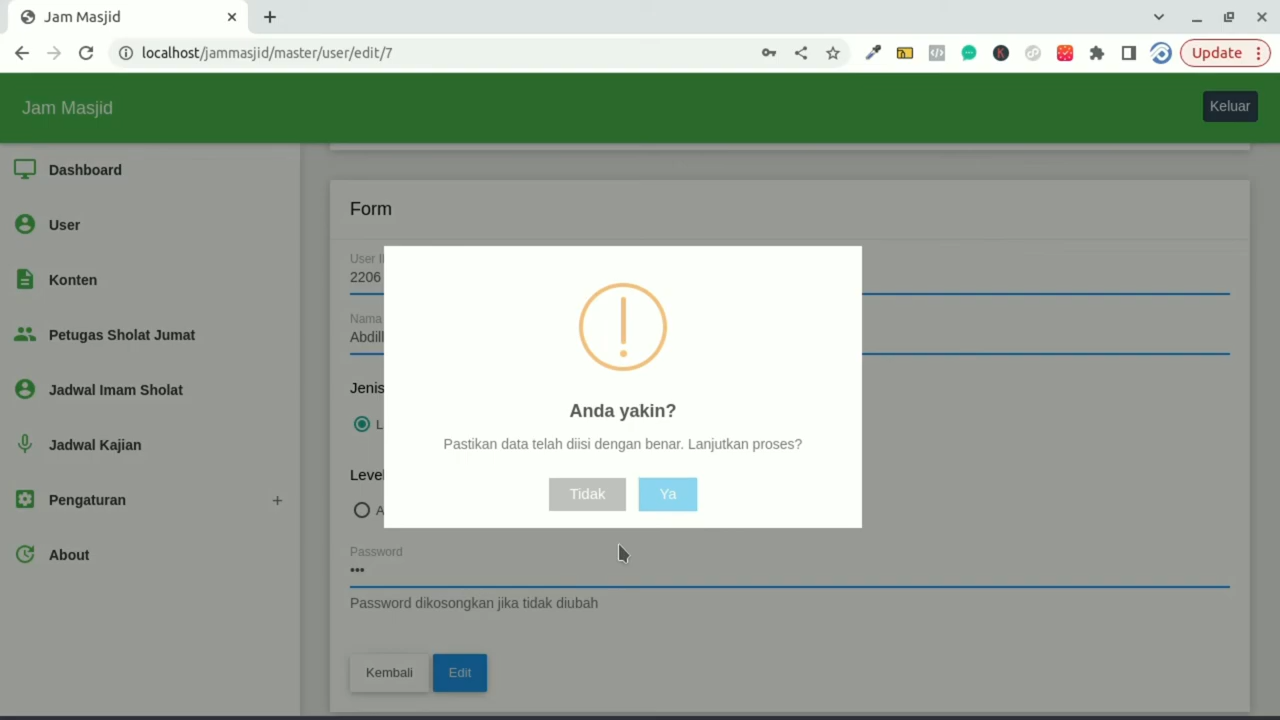 Jam Masjid
localhost/jammasjid/master/user/edit/7
Update
Jam Masjid
Keluar
Dashboard
User
Konten
Petugas Sholat Jumat
Jadwal Imam Sholat
Jadwal Kajian
Pengaturan
About
Form
User I
2206
Nama
Abdill
Jenis
L
Level
A
Anda yakin?
Pastikan data telah diisi dengan benar. Lanjutkan proses?
Tidak
Ya
Password
Password dikosongkan jika tidak diubah
Kembali
Edit